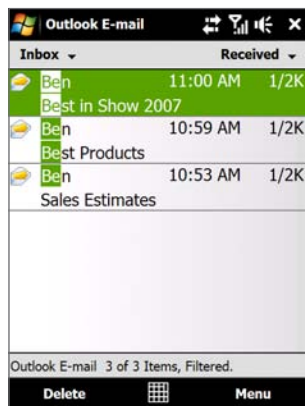 Outlook E-mail
Inbox Received
Ben 11:00 AM 1/2K
Best in Show 2007
Ben 10:59 AM 1/2K
Best Products
Ben 10:53 AM 1/2K
Sales Estimates
Outlook E-mail 3 of 3 Items, Filtered.
Delete Menu